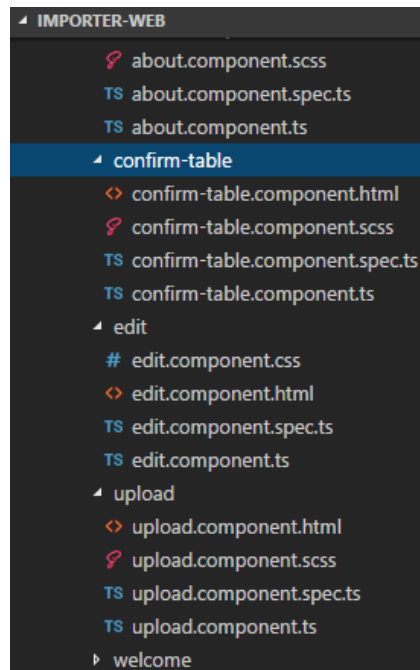 IMPORTER-WEB
about.component.scss
TS about.component.spec.ts
TS about.component.ts
confirm-table
<> confirm-table.component.html
confirm-table.component.scss
TS confirm-table.component.spec.ts
TS confirm-table.component.ts
edit
# edit.component.css
<> edit.component.html
TS edit.component.spec.ts
TS edit.component.ts
upload
<> upload.component.html
upload.component.scss
TS upload.component.spec.ts
TS upload.component.ts
welcome